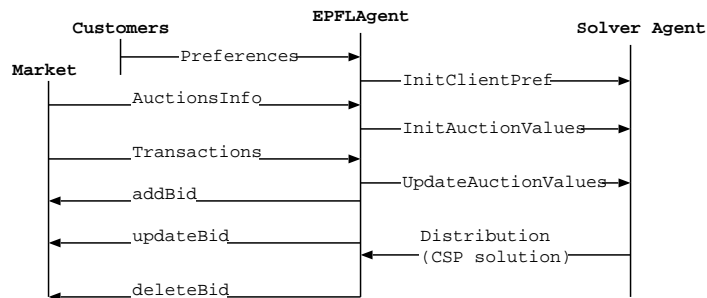 EPFLAgent
Customers
Solver Agent
Preferences
Market
InitClientPref
AuctionsInfo
InitAuctionValues
Transactions
UpdateAuctionValues
addBid
updateBid
Distribution
(CSP solution)
deleteBid